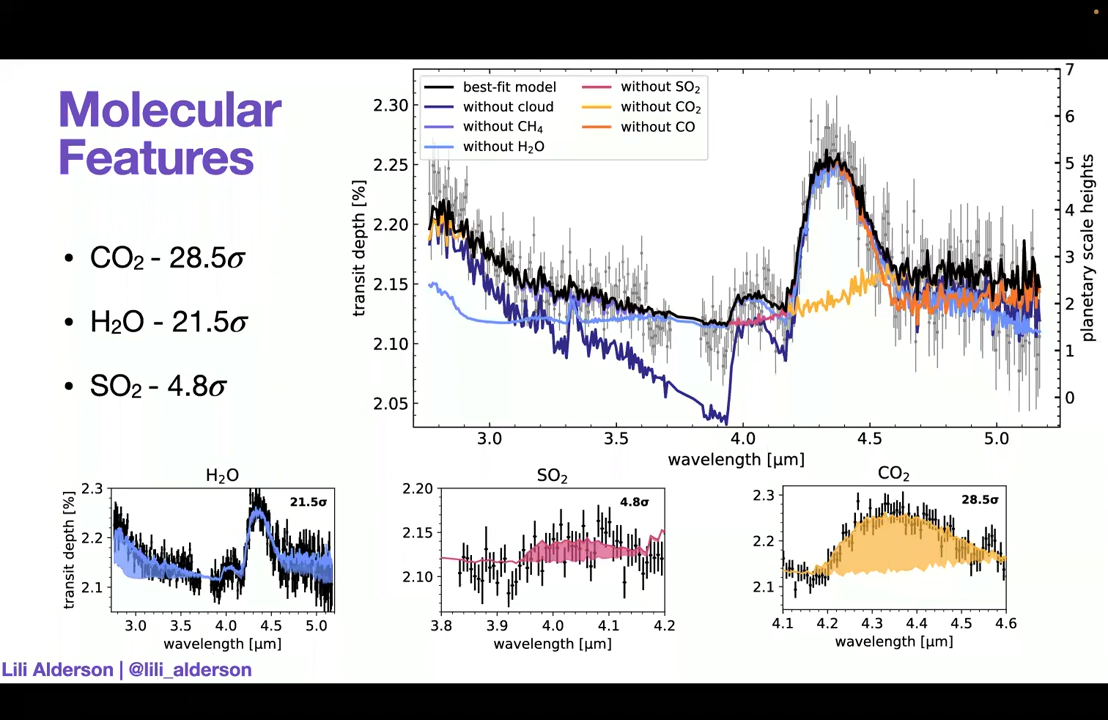 Molecular
Features
• CO₂ - 28.5σ
• H₂O - 21.5σ
• SO₂ - 4.8σ
best-fit model
without cloud
without CH₄
without H₂O
without SO₂
without CO₂
without CO
transit depth [%]
2.30
2.25
2.20
2.15
2.10
2.05
3.0 3.5 4.0 4.5 5.0
wavelength [μm]
7
6
5
4
3
2
1
0
planetary scale heights
H₂O
21.5σ
transit depth [%]
2.3
2.2
2.1
3.0 3.5 4.0 4.5 5.0
wavelength [μm]
SO₂
4.8σ
2.20
2.15
2.10
3.8 3.9 4.0 4.1 4.2
wavelength [μm]
CO₂
28.5σ
2.3
2.2
2.1
4.1 4.2 4.3 4.4 4.5 4.6
wavelength [μm]
Lili Alderson | @lili_alderson